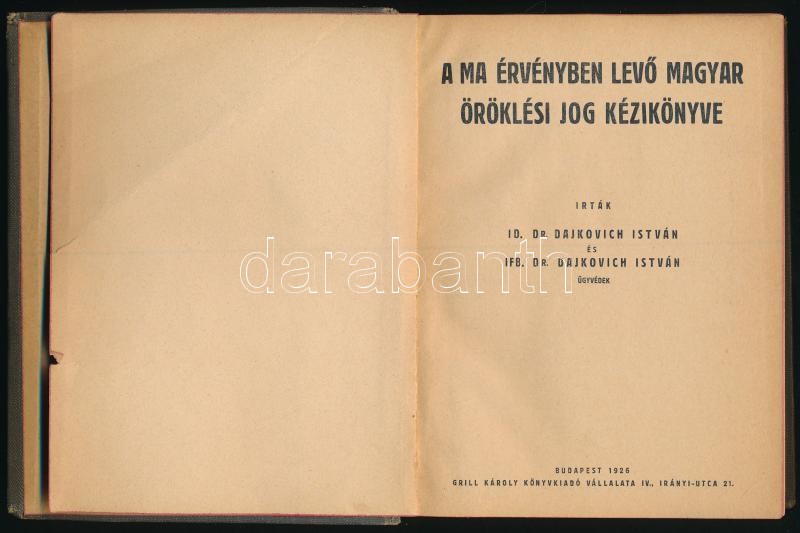 A MA ÉRVÉNYBEN LEVŐ MAGYAR
ÖRÖKLÉSI JOG KÉZIKÖNYVE
IRTÁK
ID. DR. DAJKOVICH ISTVÁN
ÉS
IFB. DR. DAJKOVICH ISTVÁN
ÜGYVÉDEK
darabanth
BUDAPEST 1926
GRILL KÁROLY KÖNYVKIADÓ VÁLLALATA IV., IRÁNYI-UTCA 21.